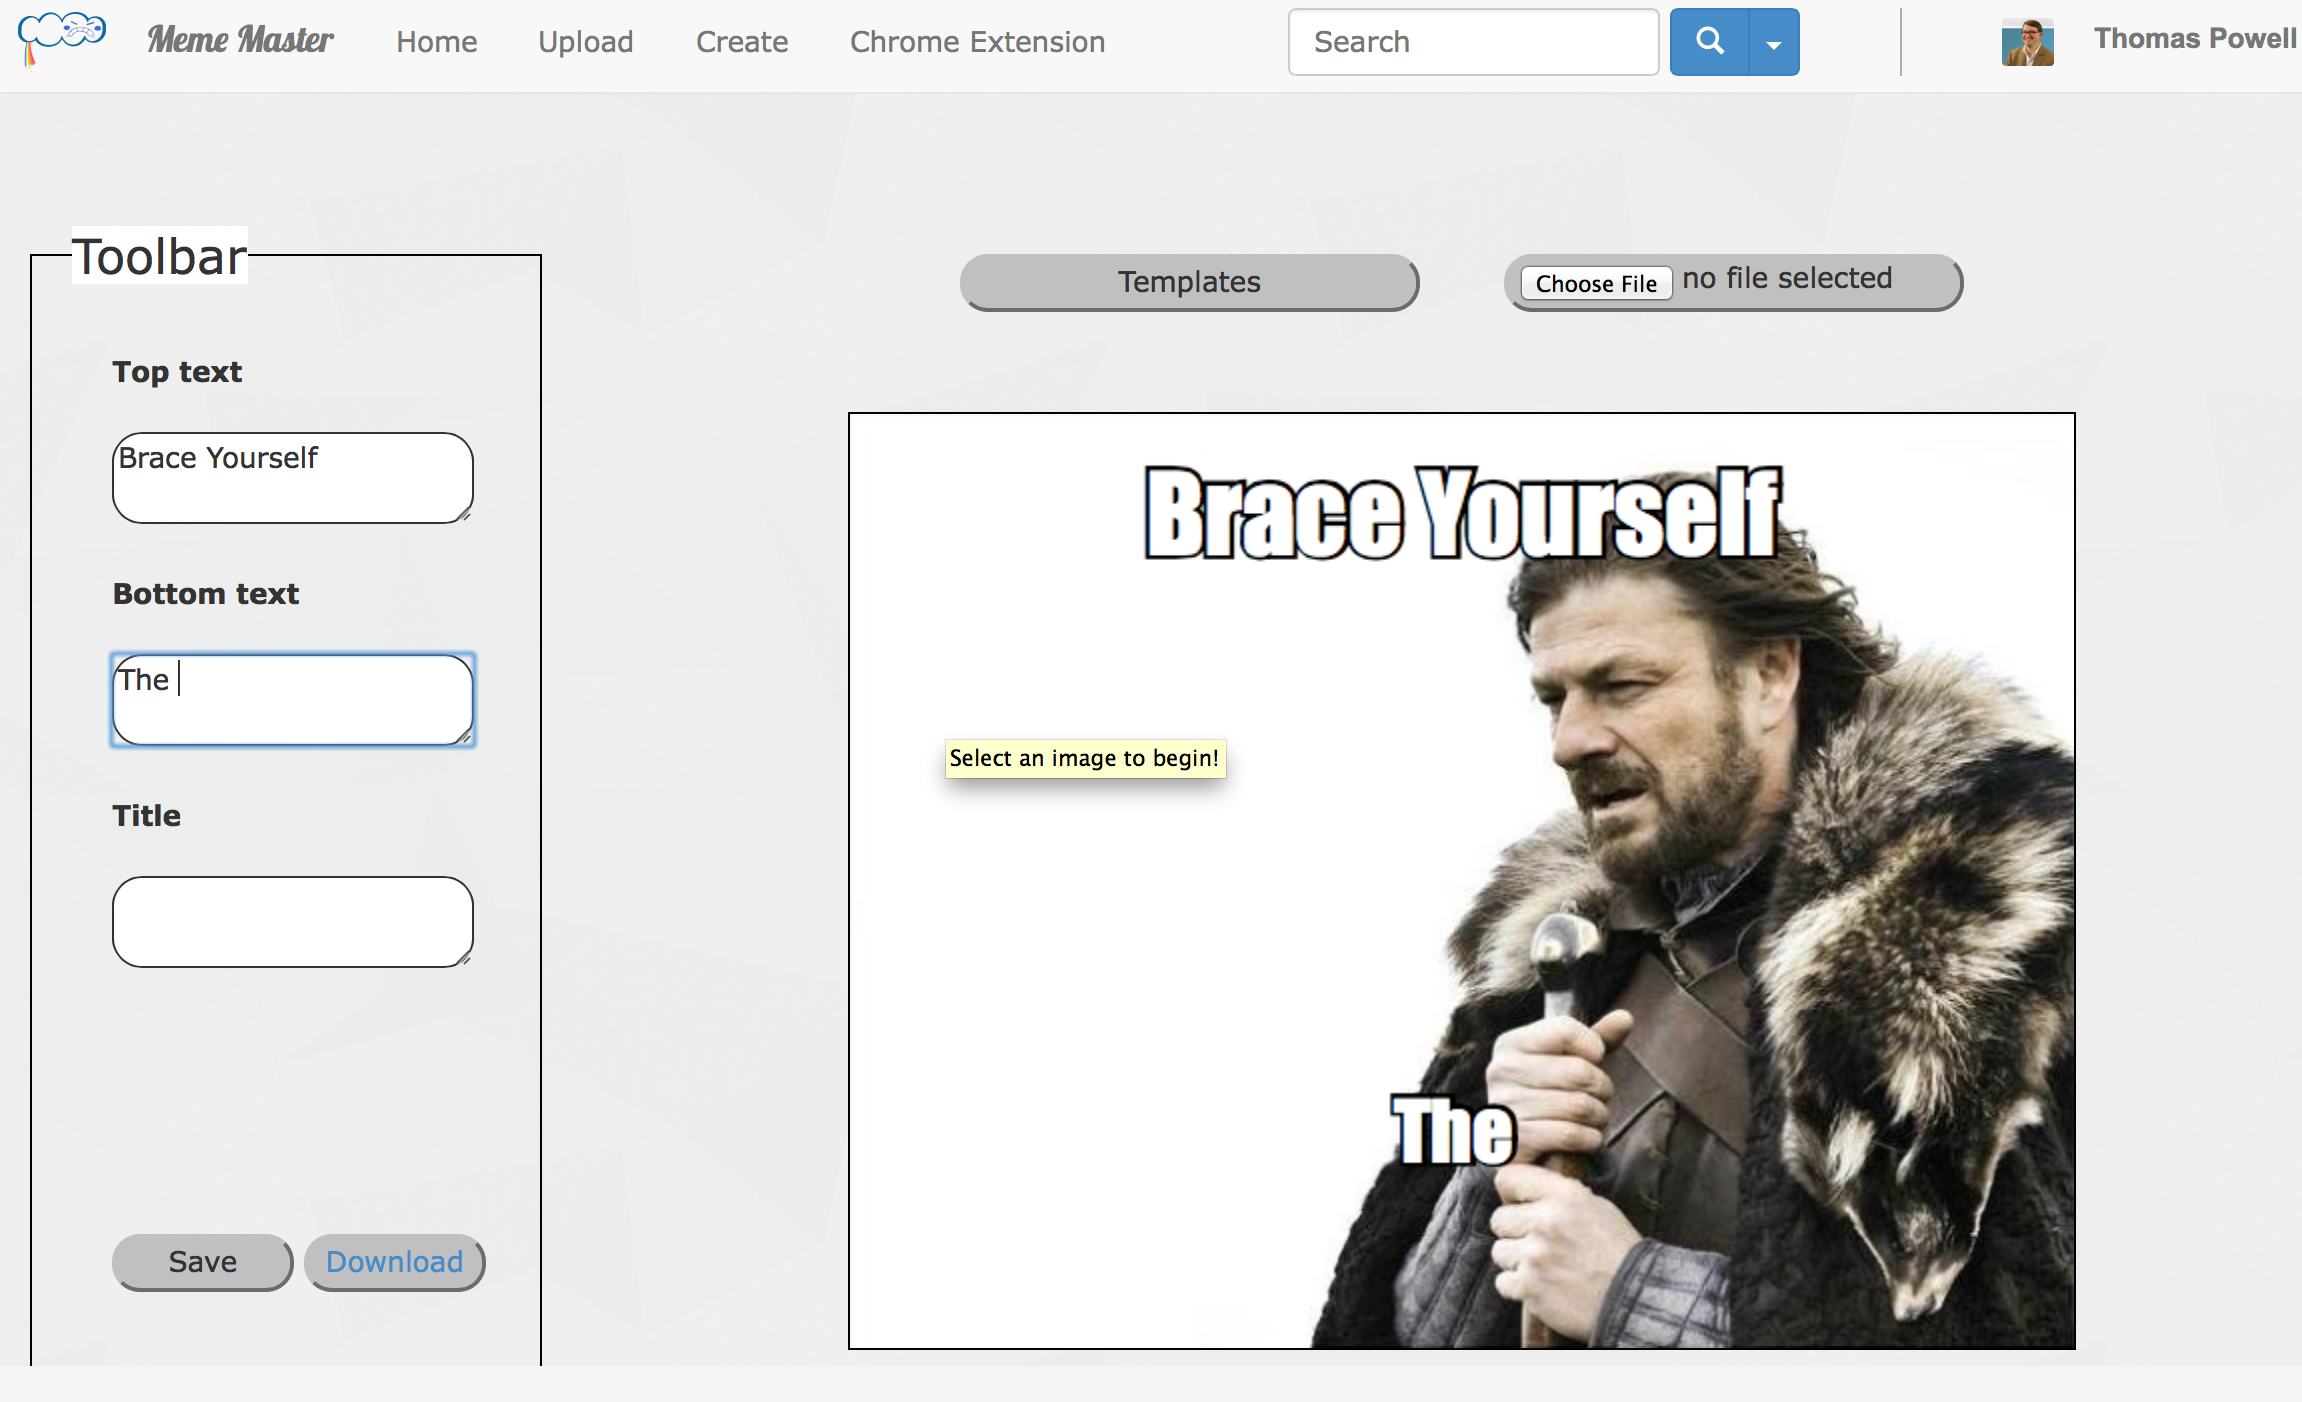 Meme Master
Home
Upload
Create
Chrome Extension
Search
Thomas Powell
Toolbar
Top text
Brace Yourself
Bottom text
The
Title
Save
Download
Templates
Choose File no file selected
Brace Yourself
Select an image to begin!
The